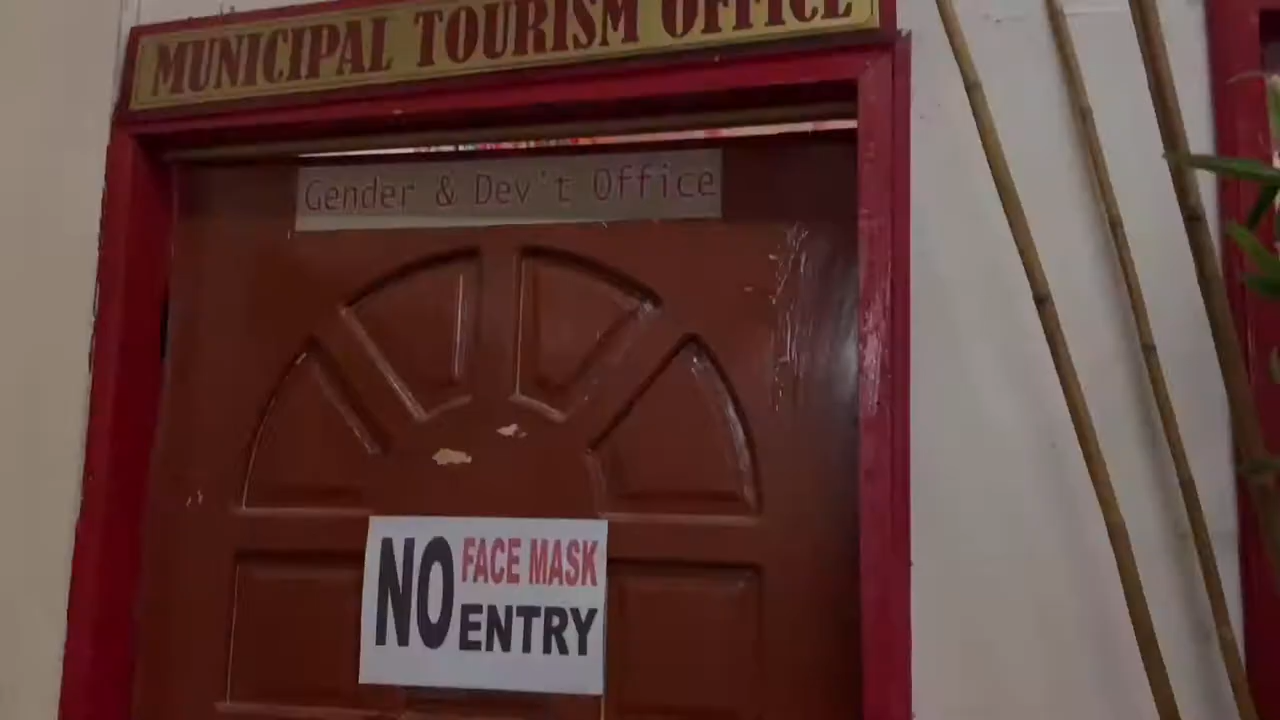 MUNICIPAL TOURISM OFFICE
Gender & Dev't Office
NO FACE MASK
ENTRY